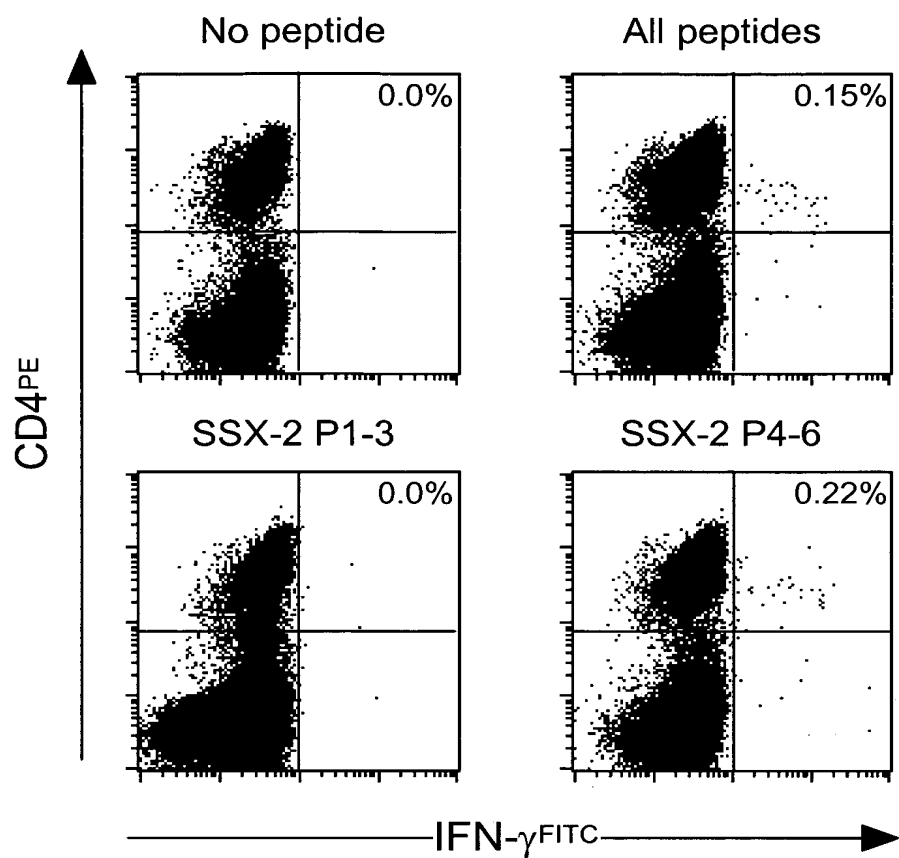 No peptide
All peptides
0.0%
0.15%
SSX-2 P1-3
SSX-2 P4-6
0.0%
0.22%
CD4PE
IFN-γFITC